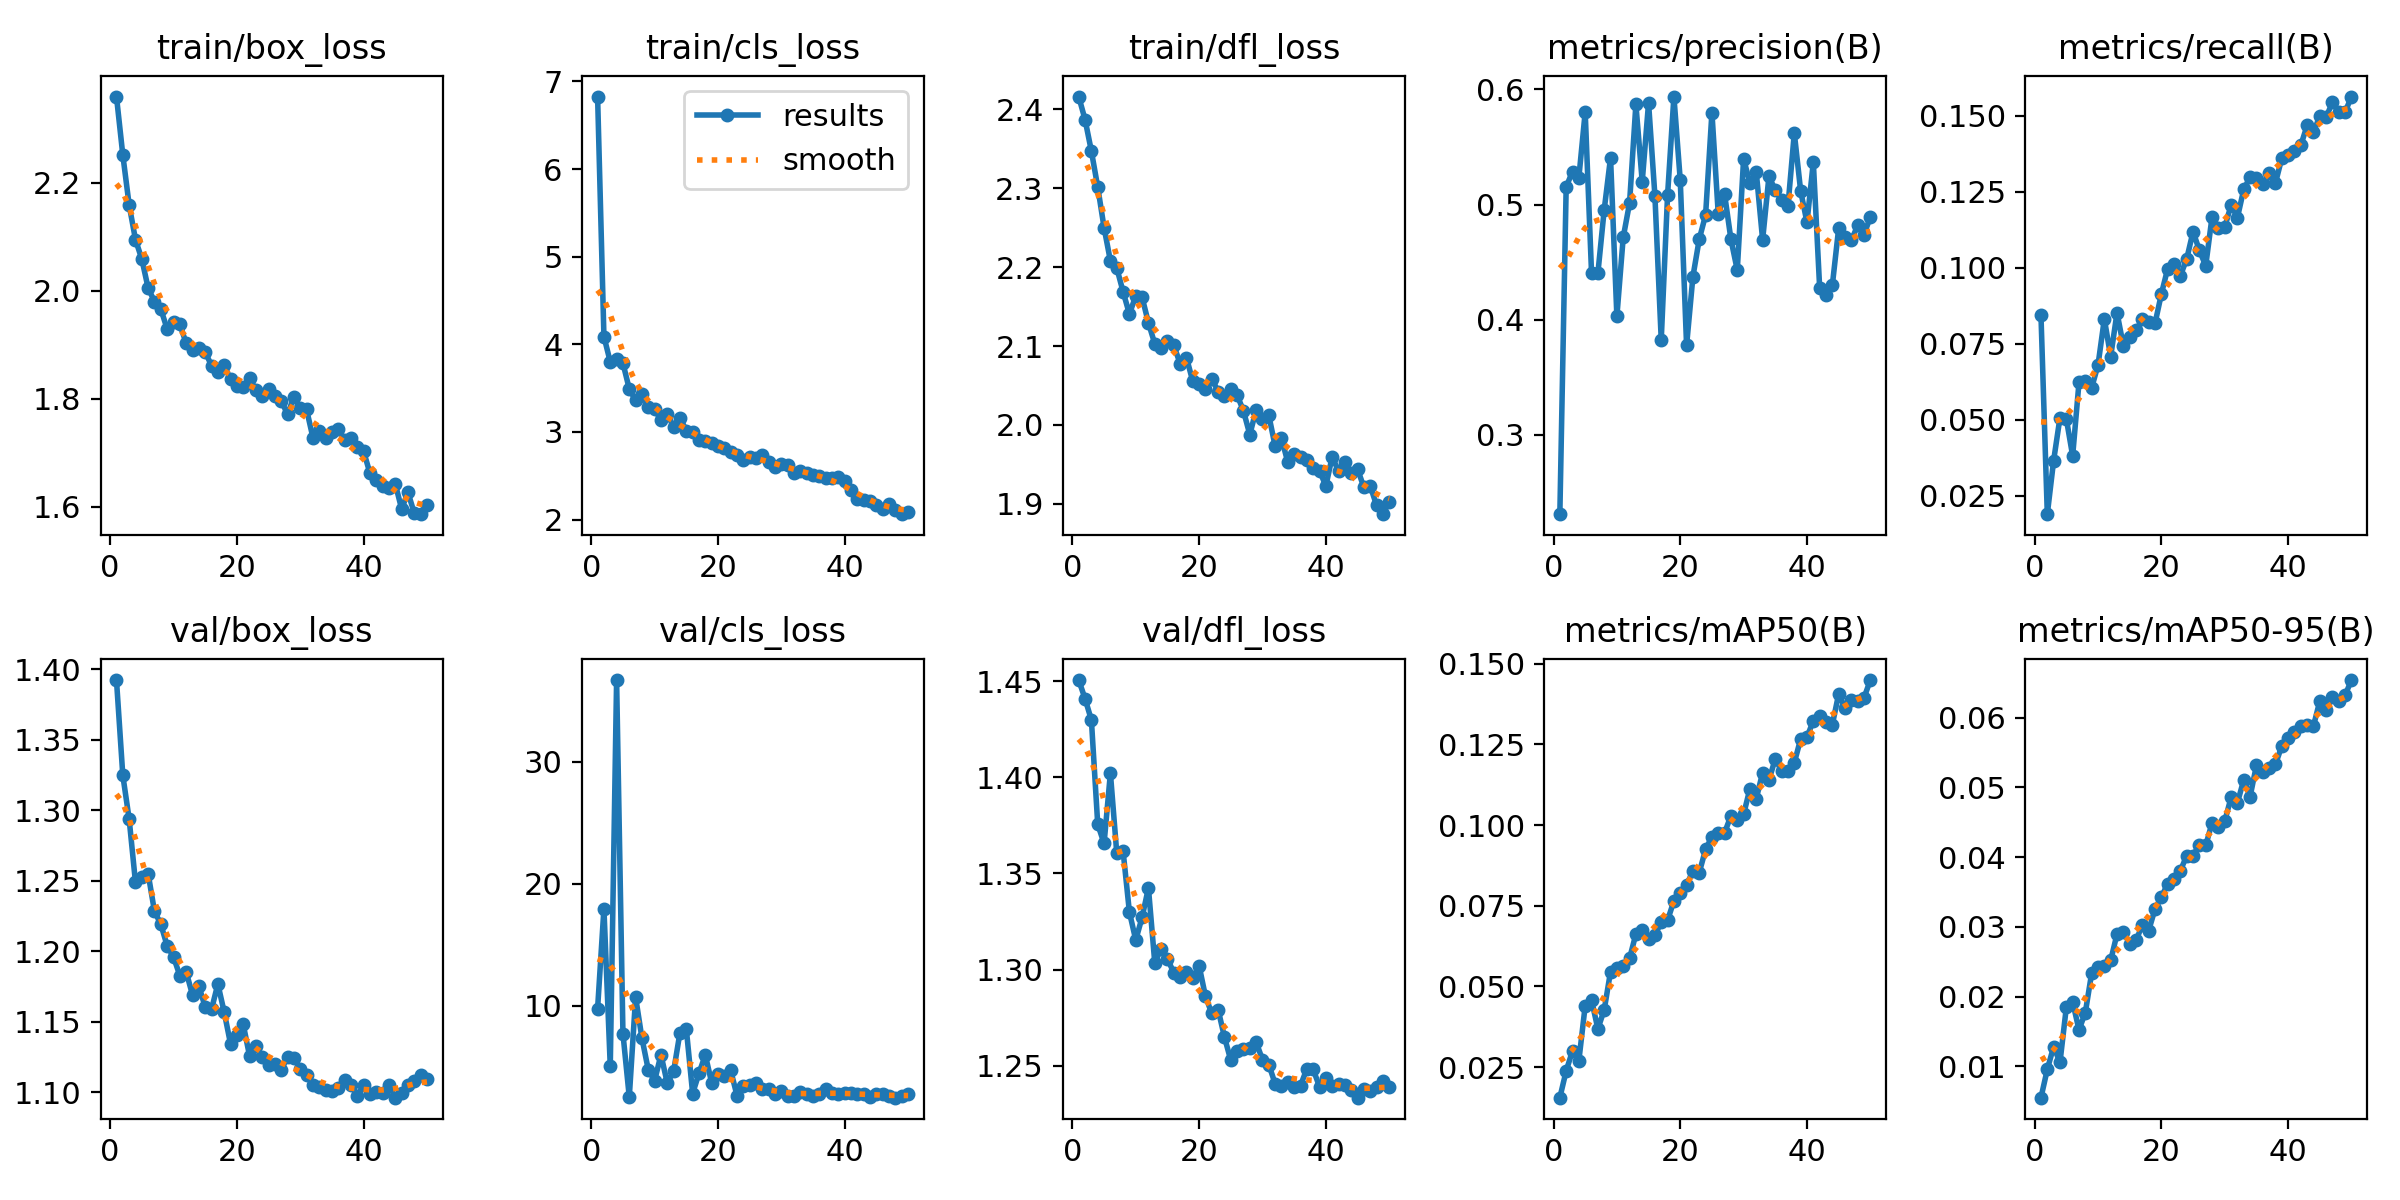 train/box_loss
2.2
2.0
1.8
1.6
0 20 40
train/cls_loss
7
6
5
4
3
2
0 20 40
results
smooth
train/dfl_loss
2.4
2.3
2.2
2.1
2.0
1.9
0 20 40
metrics/precision(B)
0.6
0.5
0.4
0.3
0 20 40
metrics/recall(B)
0.150
0.125
0.100
0.075
0.050
0.025
0 20 40
val/box_loss
1.40
1.35
1.30
1.25
1.20
1.15
1.10
0 20 40
val/cls_loss
30
20
10
0 20 40
val/dfl_loss
1.45
1.40
1.35
1.30
1.25
0 20 40
metrics/mAP50(B)
0.150
0.125
0.100
0.075
0.050
0.025
0 20 40
metrics/mAP50-95(B)
0.06
0.05
0.04
0.03
0.02
0.01
0 20 40